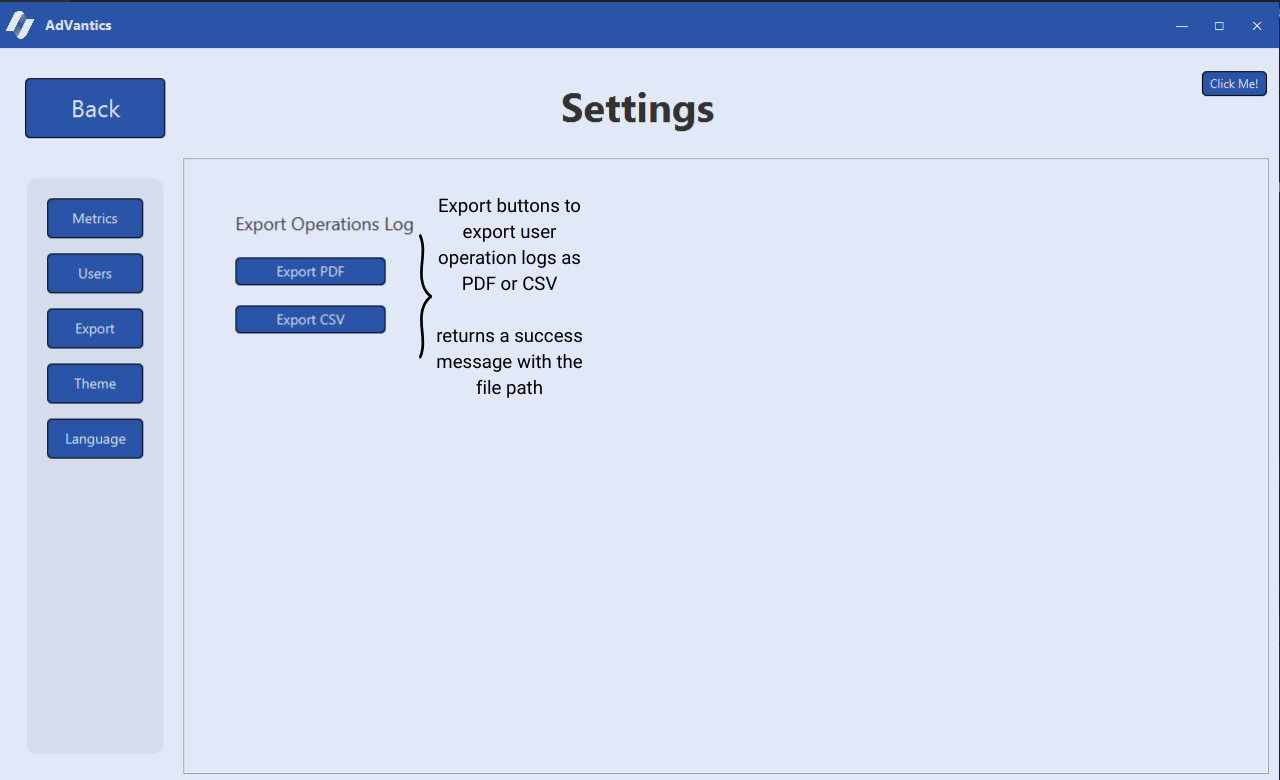 AdVantics
Back
Settings
Click Me!
Metrics
Users
Export
Theme
Language
Export Operations Log
Export PDF
Export CSV
Export buttons to
export user
operation logs as
PDF or CSV
returns a success
message with the
file path